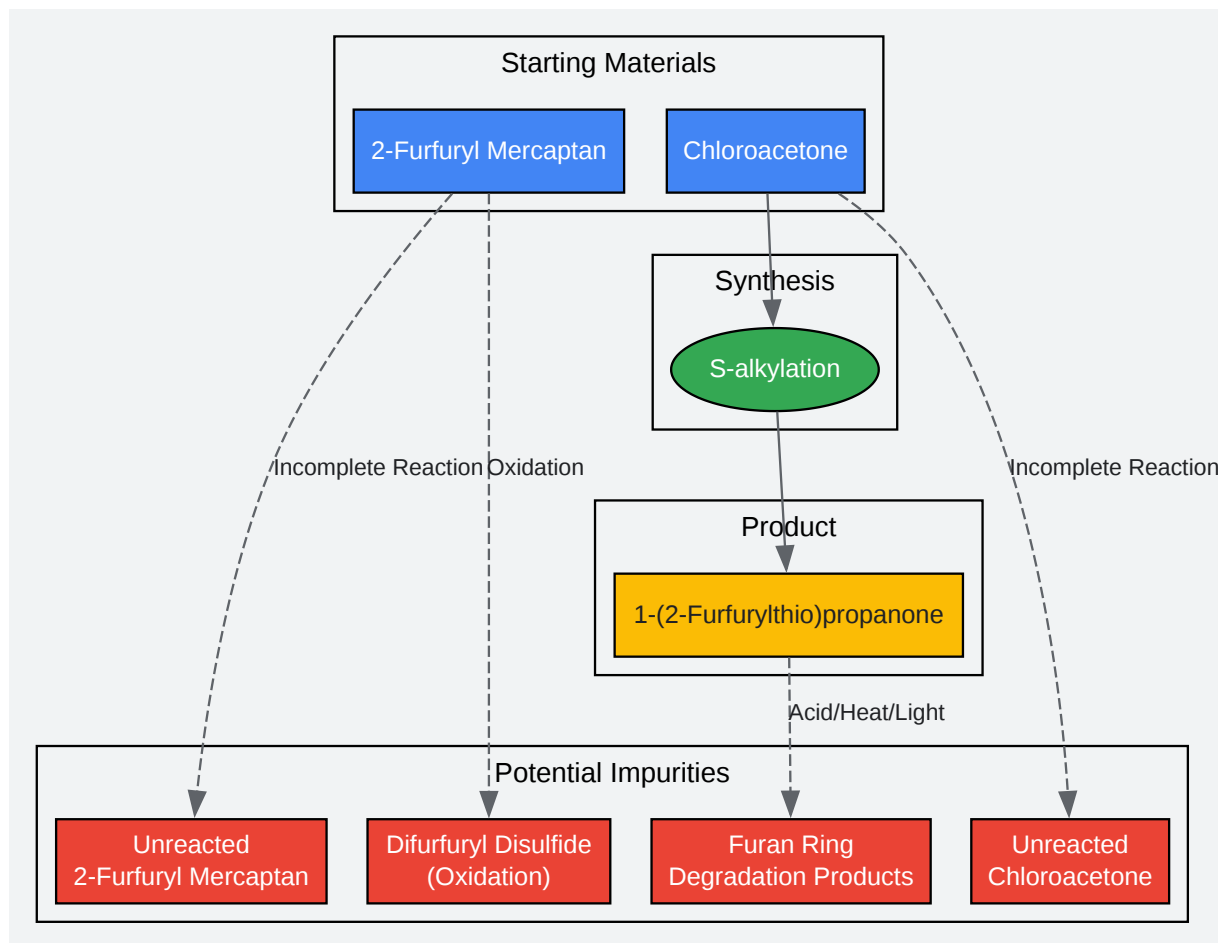 Starting Materials
2-Furfuryl Mercaptan
Chloroacetone
Synthesis
S-alkylation
Incomplete Reaction
Oxidation
Incomplete Reaction
Product
1-(2-Furfurylthio)propanone
Acid/Heat/Light
Potential Impurities
Unreacted
2-Furfuryl Mercaptan
Difurfuryl Disulfide
(Oxidation)
Furan Ring
Degradation Products
Unreacted
Chloroacetone